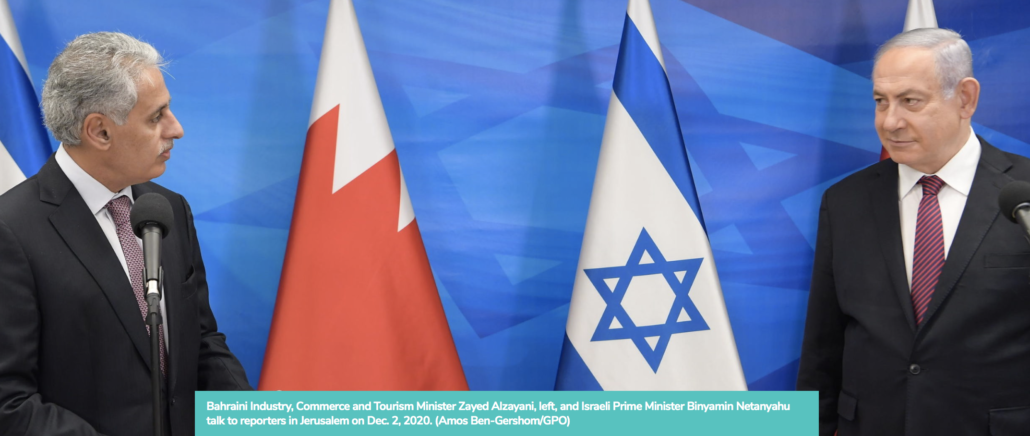 Bahraini Industry, Commerce and Tourism Minister Zayed Alzayani, left, and Israeli Prime Minister Binyamin Netanyahu
talk to reporters in Jerusalem on Dec. 2, 2020. (Amos Ben-Gershom/GPO)